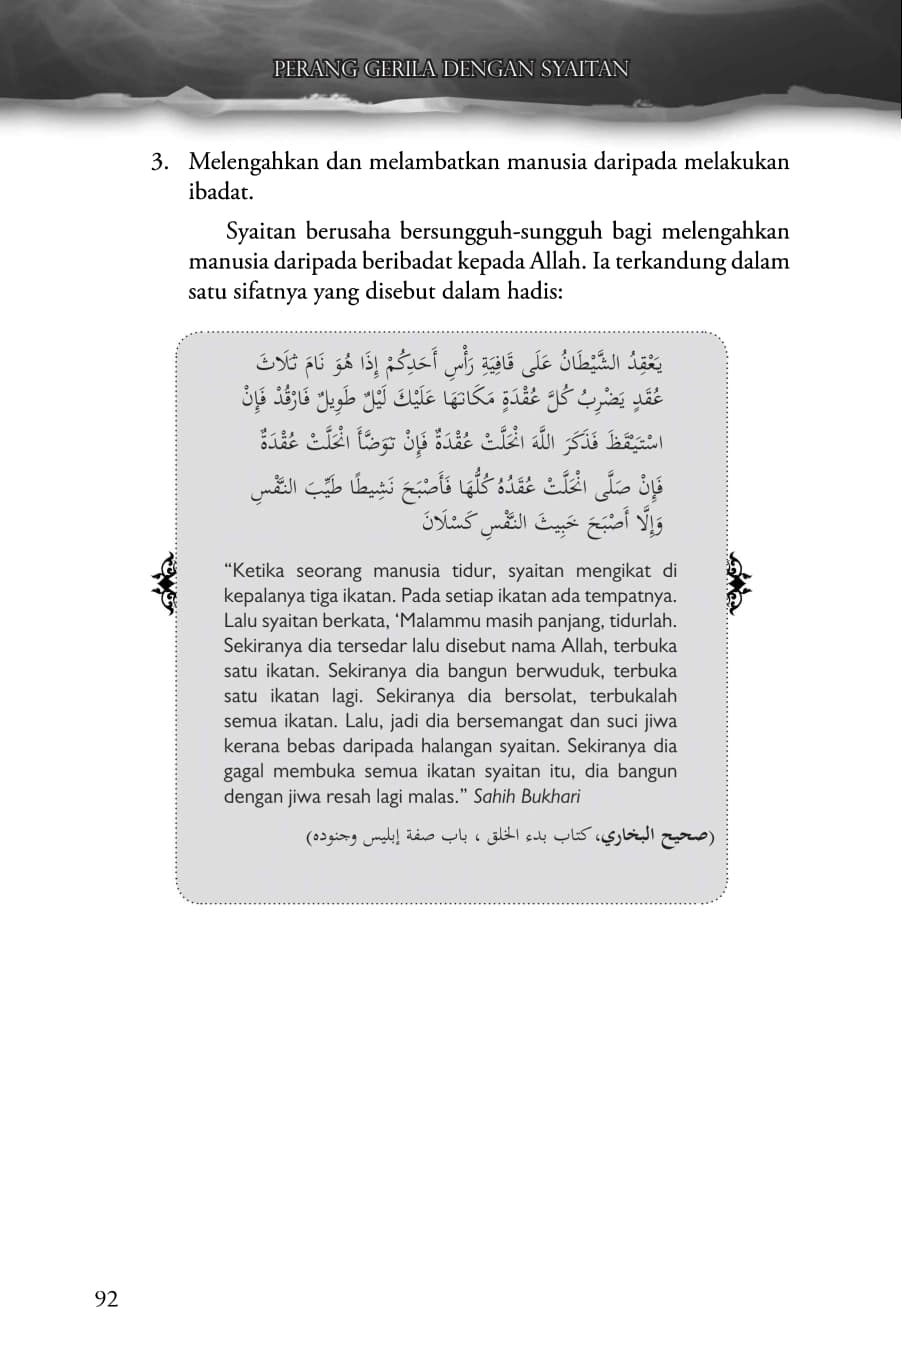 PERANG GERILA DENGAN SYAITAN
3. Melengahkan dan melambatkan manusia daripada melakukan
ibadat.
Syaitan berusaha bersungguh-sungguh bagi melengahkan
manusia daripada beribadat kepada Allah. Ia terkandung dalam
satu sifatnya yang disebut dalam hadis:
يَعْقِدُ الشَّيْطَانُ عَلَى قَافِيَةِ رَأْسِ أَحَدِكُمْ إِذَا هُوَ نَامَ ثَلَاثَ
عُقَدٍ يَضْرِبُ كُلَّ عُقْدَةٍ مَكَانَهَا عَلَيْكَ لَيْلٌ طَوِيلٌ فَارْقُدْ فَإِنْ
اسْتَيْقَظَ فَذَكَرَ اللَّهَ انْحَلَّتْ عُقْدَةٌ فَإِنْ تَوَضَّأَ انْحَلَّتْ عُقْدَةٌ
فَإِنْ صَلَّى انْحَلَّتْ عُقَدُهُ كُلُّهَا فَأَصْبَحَ نَشِيطًا طَيِّبَ النَّفْسِ
وَإِلَّا أَصْبَحَ خَبِيثَ النَّفْسِ كَسْلَانَ
“Ketika seorang manusia tidur, syaitan mengikat di
kepalanya tiga ikatan. Pada setiap ikatan ada tempatnya.
Lalu syaitan berkata, ‘Malammu masih panjang, tidurlah.
Sekiranya dia tersedar lalu disebut nama Allah, terbuka
satu ikatan. Sekiranya dia bangun berwuduk, terbuka
satu ikatan lagi. Sekiranya dia bersolat, terbukalah
semua ikatan. Lalu, jadi dia bersemangat dan suci jiwa
kerana bebas daripada halangan syaitan. Sekiranya dia
gagal membuka semua ikatan syaitan itu, dia bangun
dengan jiwa resah lagi malas.” Sahih Bukhari
(صحيح البخاري، كتاب بدء الخلق ، باب صفة إبليس وجنوده)
92